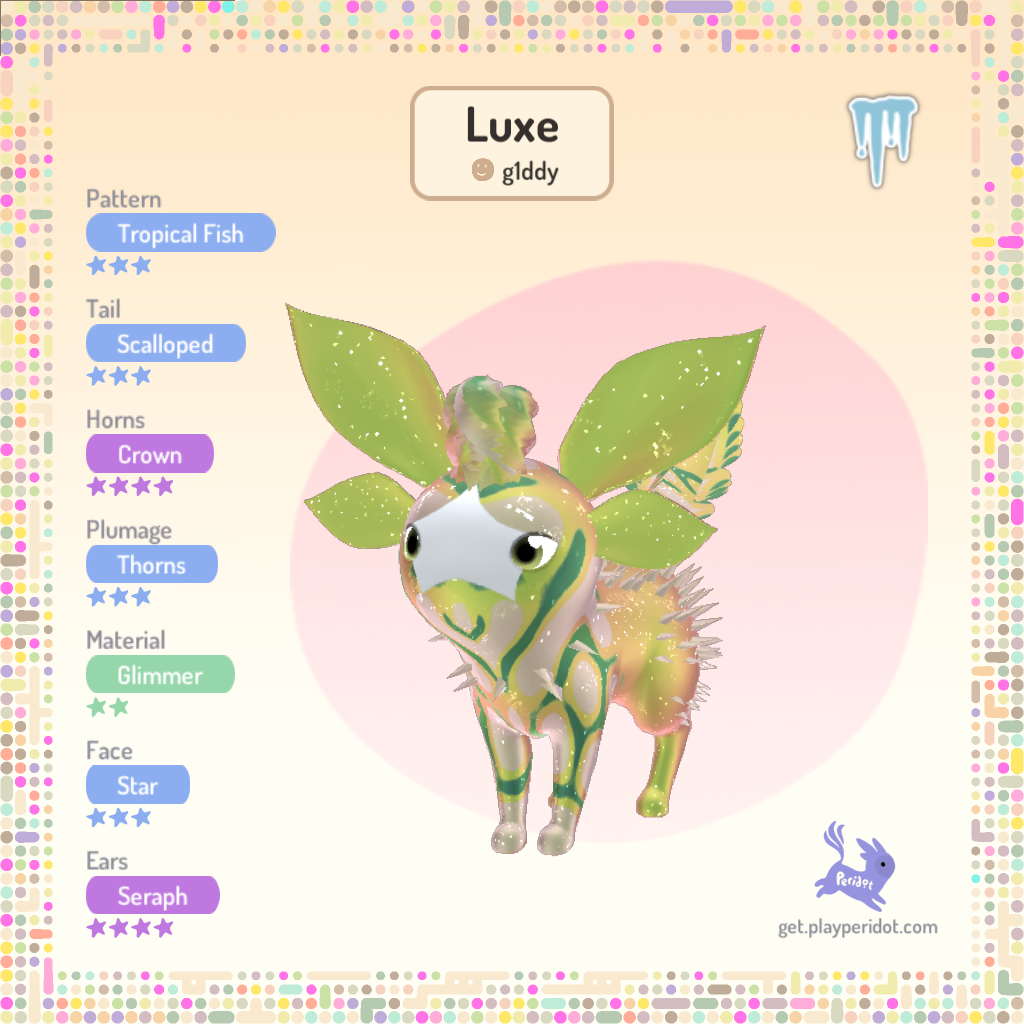 Luxe
g1ddy
Pattern
Tropical Fish
Tail
Scalloped
Horns
Crown
Plumage
Thorns
Material
Glimmer
Face
Star
Ears
Seraph
Peridot
get.playperidot.com